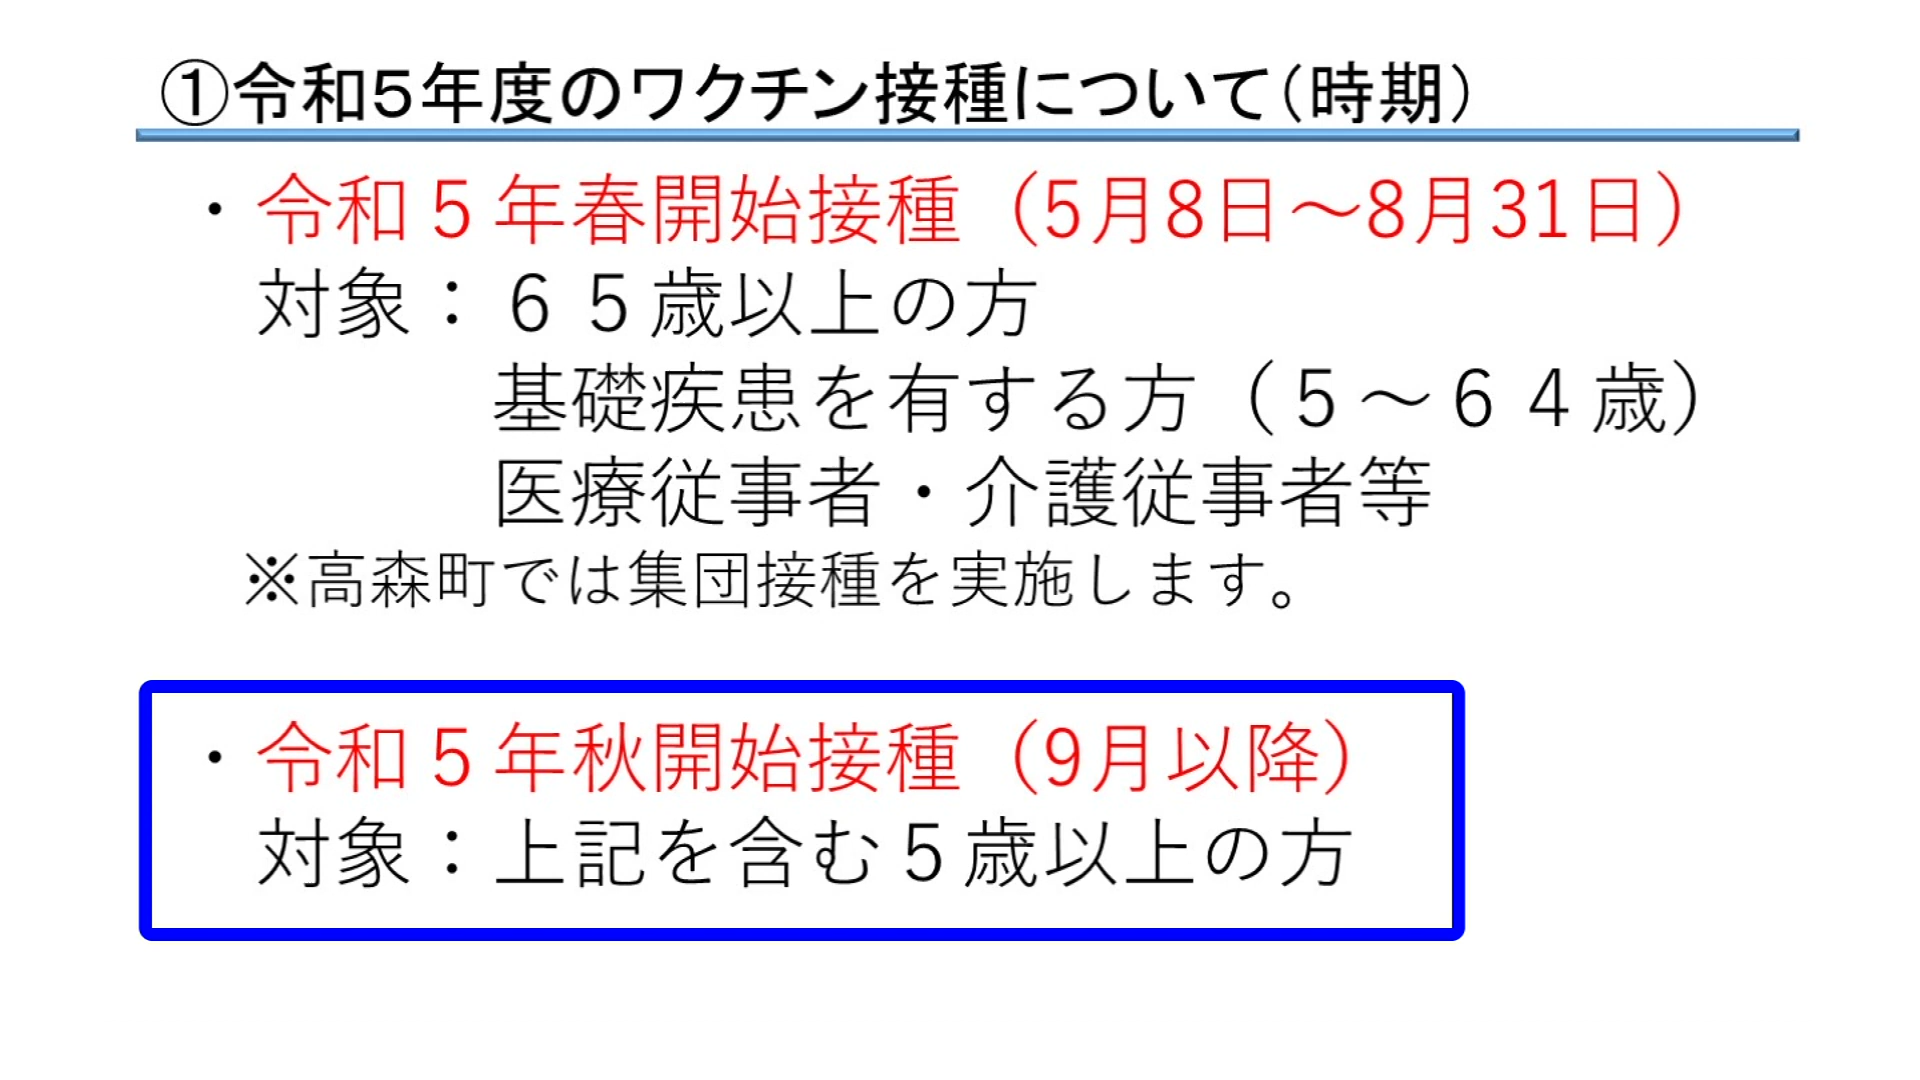 ①令和5年度のワクチン接種について(時期)
・令和５年春開始接種（5月8日～8月31日）
対象：６５歳以上の方
基礎疾患を有する方（５～６４歳）
医療従事者・介護従事者等
※高森町では集団接種を実施します。
・令和５年秋開始接種（9月以降）
対象：上記を含む５歳以上の方